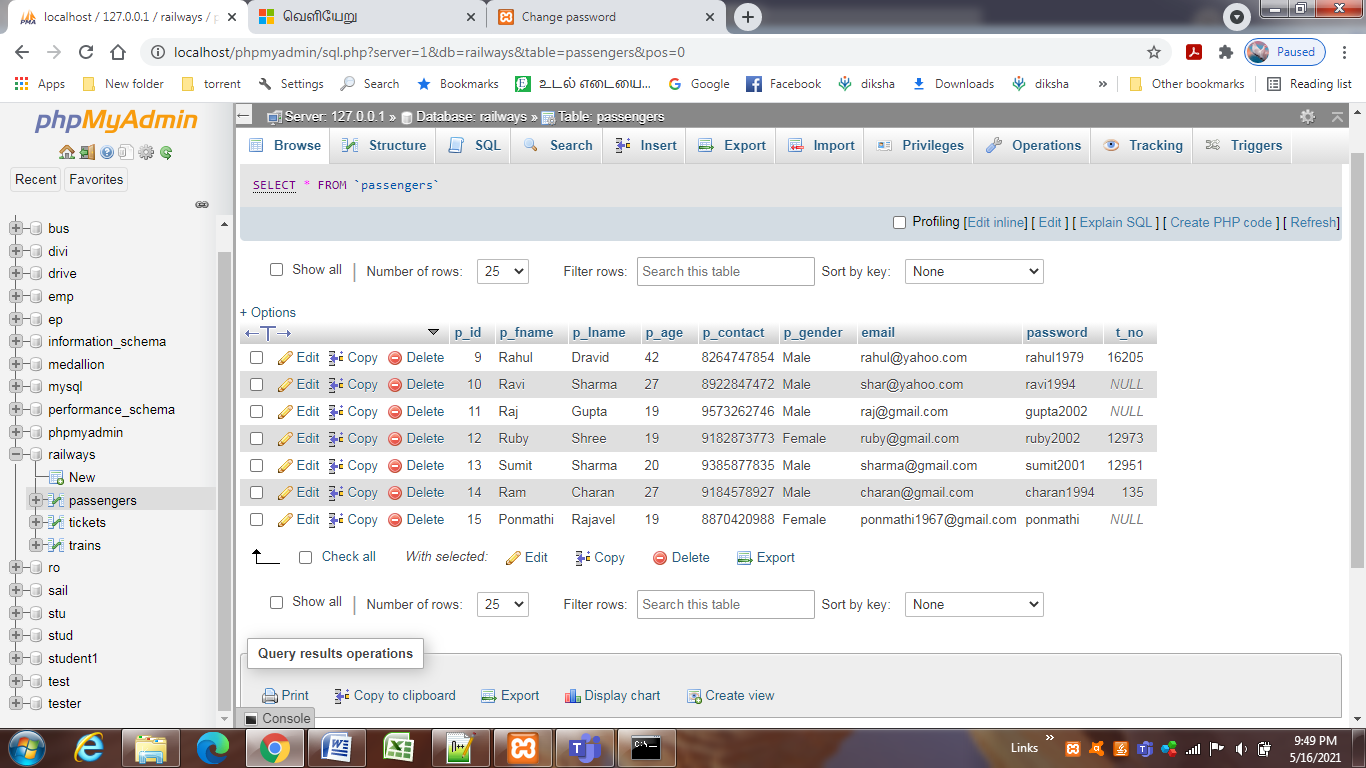 localhost / 127.0.0.1 / railways / p
வெளியேறு
Change password
localhost/phpmyadmin/sql.php?server=1&db=railways&table=passengers&pos=0
Paused
Apps New folder torrent Settings Search Bookmarks உடல் எடையை... Google Facebook diksha Downloads diksha » Other bookmarks Reading list
phpMyAdmin
Recent Favorites
bus
divi
drive
emp
ep
information_schema
medallion
mysql
performance_schema
phpmyadmin
railways
New
passengers
tickets
trains
ro
sail
stu
stud
student1
test
tester
Server: 127.0.0.1 » Database: railways » Table: passengers
Browse Structure SQL Search Insert Export Import Privileges Operations Tracking Triggers
SELECT * FROM `passengers`
Profiling [Edit inline] [ Edit ] [ Explain SQL ] [ Create PHP code ] [ Refresh]
Show all | Number of rows: 25 Filter rows: Search this table Sort by key: None
+ Options
p_id p_fname p_lname p_age p_contact p_gender email password t_no
Edit Copy Delete 9 Rahul Dravid 42 8264747854 Male rahul@yahoo.com rahul1979 16205
Edit Copy Delete 10 Ravi Sharma 27 8922847472 Male shar@yahoo.com ravi1994 NULL
Edit Copy Delete 11 Raj Gupta 19 9573262746 Male raj@gmail.com gupta2002 NULL
Edit Copy Delete 12 Ruby Shree 19 9182873773 Female ruby@gmail.com ruby2002 12973
Edit Copy Delete 13 Sumit Sharma 20 9385877835 Male sharma@gmail.com sumit2001 12951
Edit Copy Delete 14 Ram Charan 27 9184578927 Male charan@gmail.com charan1994 135
Edit Copy Delete 15 Ponmathi Rajavel 19 8870420988 Female ponmathi1967@gmail.com ponmathi NULL
Check all With selected: Edit Copy Delete Export
Show all | Number of rows: 25 Filter rows: Search this table Sort by key: None
Query results operations
Print Copy to clipboard Export Display chart Create view
Console
Links »
9:49 PM
5/16/2021